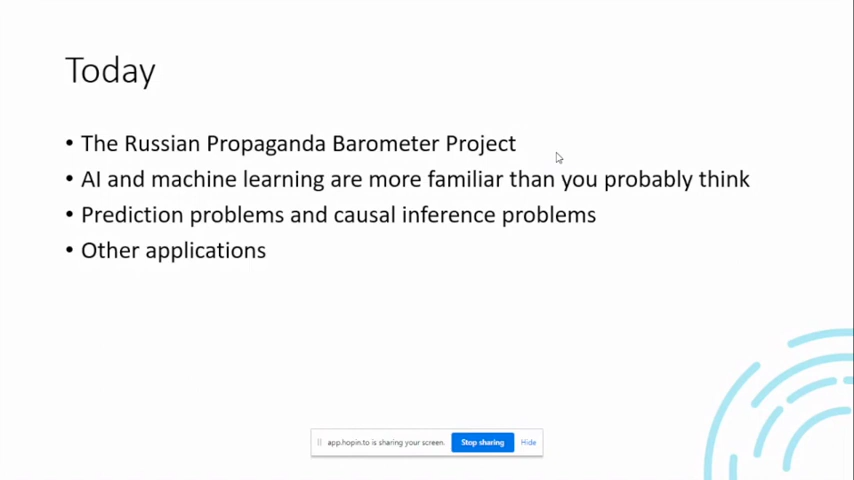 Today
• The Russian Propaganda Barometer Project
• AI and machine learning are more familiar than you probably think
• Prediction problems and causal inference problems
• Other applications
app.hopin.to is sharing your screen. Stop sharing Hide